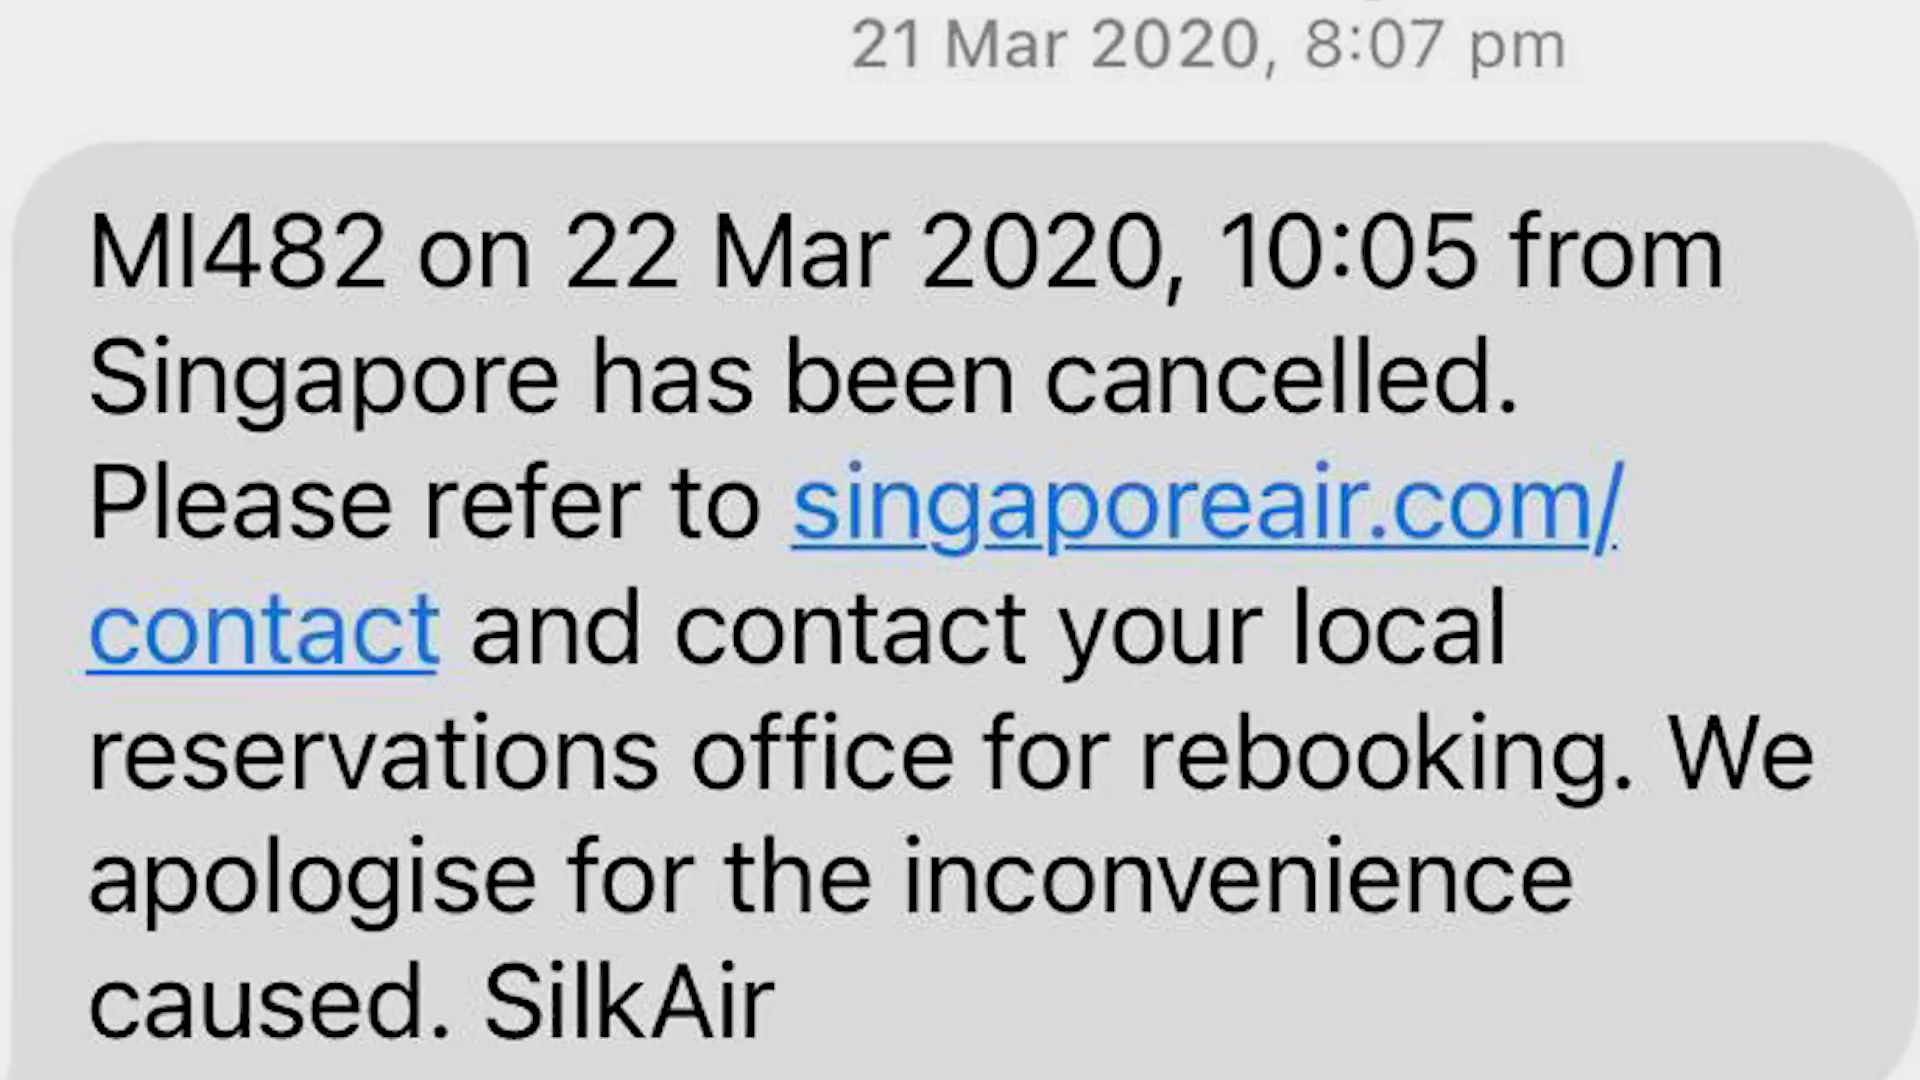 21 Mar 2020, 8:07 pm
MI482 on 22 Mar 2020, 10:05 from
Singapore has been cancelled.
Please refer to singaporeair.com/
contact and contact your local
reservations office for rebooking. We
apologise for the inconvenience
caused. SilkAir